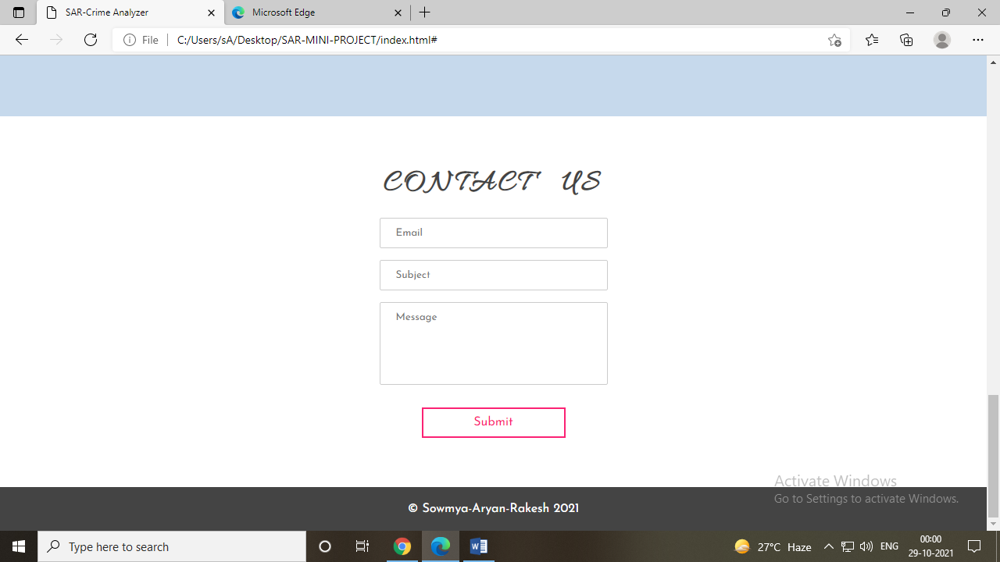 SAR-Crime Analyzer
Microsoft Edge
File
C:/Users/sA/Desktop/SAR-MINI-PROJECT/index.html#
CONTACT US
Email
Subject
Message
Submit
Activate Windows
Go to Settings to activate Windows.
© Sowmya-Aryan-Rakesh 2021
Type here to search
27°C Haze
ENG
00:00
29-10-2021